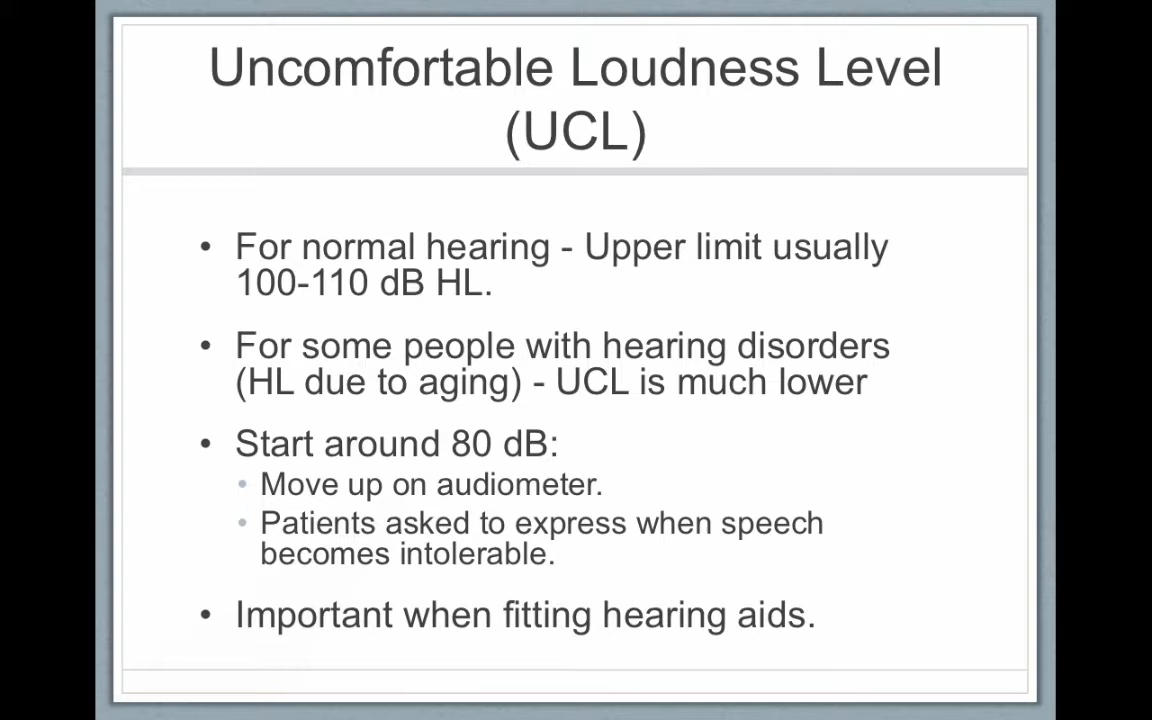 Uncomfortable Loudness Level
(UCL)
• For normal hearing - Upper limit usually
100-110 dB HL.
• For some people with hearing disorders
(HL due to aging) - UCL is much lower
• Start around 80 dB:
• Move up on audiometer.
• Patients asked to express when speech
becomes intolerable.
• Important when fitting hearing aids.